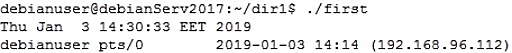 debianuser@debianServ2017:~/dir1$ ./first
Thu Jan  3 14:30:33 EET 2019
debianuser pts/0        2019-01-03 14:14 (192.168.96.112)